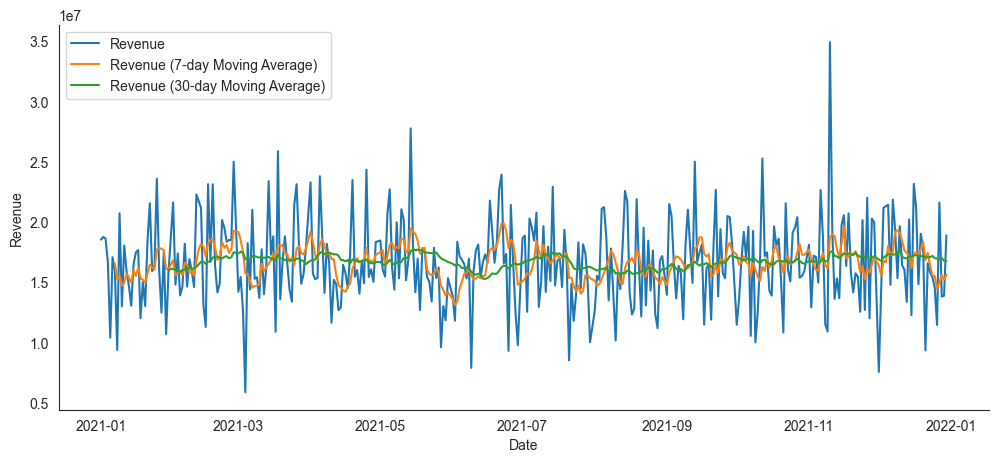 1e7
3.5
3.0
2.5
2.0
1.5
1.0
0.5
Revenue
Revenue
Revenue (7-day Moving Average)
Revenue (30-day Moving Average)
2021-01
2021-03
2021-05
2021-07
2021-09
2021-11
2022-01
Date